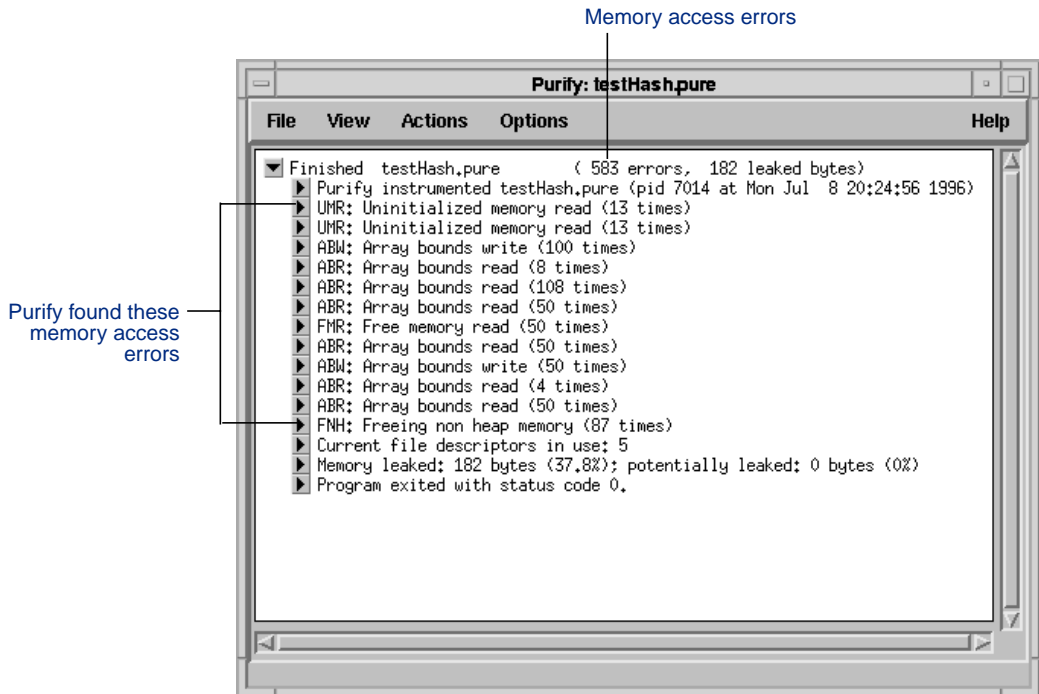 Memory access errors
Purify: testHash.pure
File View Actions Options Help
Finished testHash.pure ( 583 errors, 182 leaked bytes)
Purify instrumented testHash.pure (pid 7014 at Mon Jul 8 20:24:56 1996)
UMR: Uninitialized memory read (13 times)
UMR: Uninitialized memory read (13 times)
ABW: Array bounds write (100 times)
ABR: Array bounds read (8 times)
ABR: Array bounds read (108 times)
ABR: Array bounds read (50 times)
FMR: Free memory read (50 times)
ABR: Array bounds read (50 times)
ABW: Array bounds write (50 times)
ABR: Array bounds read (4 times)
ABR: Array bounds read (50 times)
FNH: Freeing non heap memory (87 times)
Current file descriptors in use: 5
Memory leaked: 182 bytes (37.8%); potentially leaked: 0 bytes (0%)
Program exited with status code 0.
Purify found these
memory access
errors